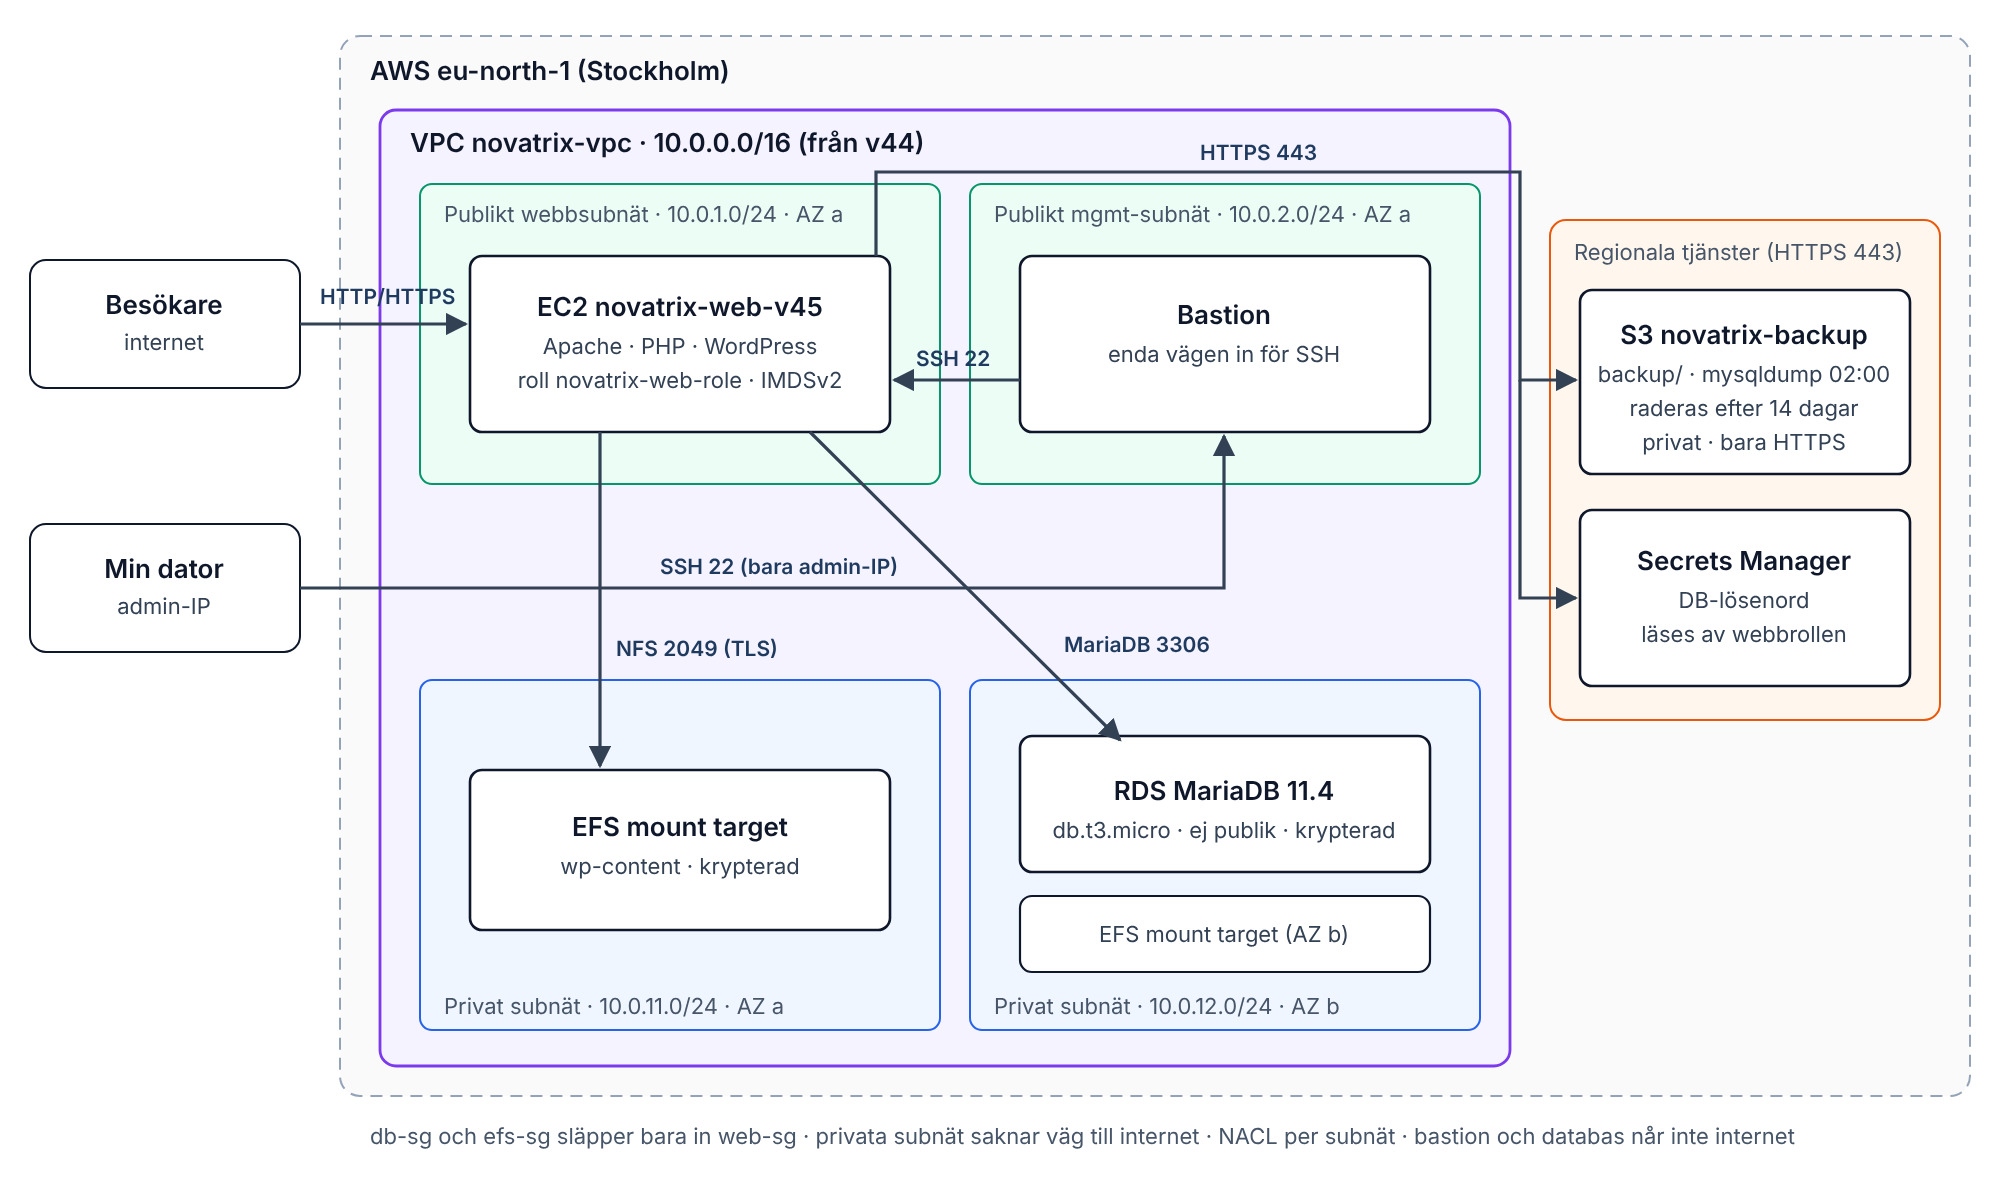 AWS eu-north-1 (Stockholm)
VPC novatrix-vpc · 10.0.0.0/16 (från v44)
HTTPS 443
Publikt webbsubnät · 10.0.1.0/24 · AZ a
Publikt mgmt-subnät · 10.0.2.0/24 · AZ a
Regionala tjänster (HTTPS 443)
Besökare
internet
HTTP/HTTPS
EC2 novatrix-web-v45
Apache · PHP · WordPress
roll novatrix-web-role · IMDSv2
SSH 22
Bastion
enda vägen in för SSH
S3 novatrix-backup
backup/ · mysqldump 02:00
raderas efter 14 dagar
privat · bara HTTPS
Min dator
admin-IP
SSH 22 (bara admin-IP)
Secrets Manager
DB-lösenord
läses av webbrollen
NFS 2049 (TLS)
MariaDB 3306
EFS mount target
wp-content · krypterad
Privat subnät · 10.0.11.0/24 · AZ a
RDS MariaDB 11.4
db.t3.micro · ej publik · krypterad
EFS mount target (AZ b)
Privat subnät · 10.0.12.0/24 · AZ b
db-sg och efs-sg släpper bara in web-sg · privata subnät saknar väg till internet · NACL per subnät · bastion och databas når inte internet